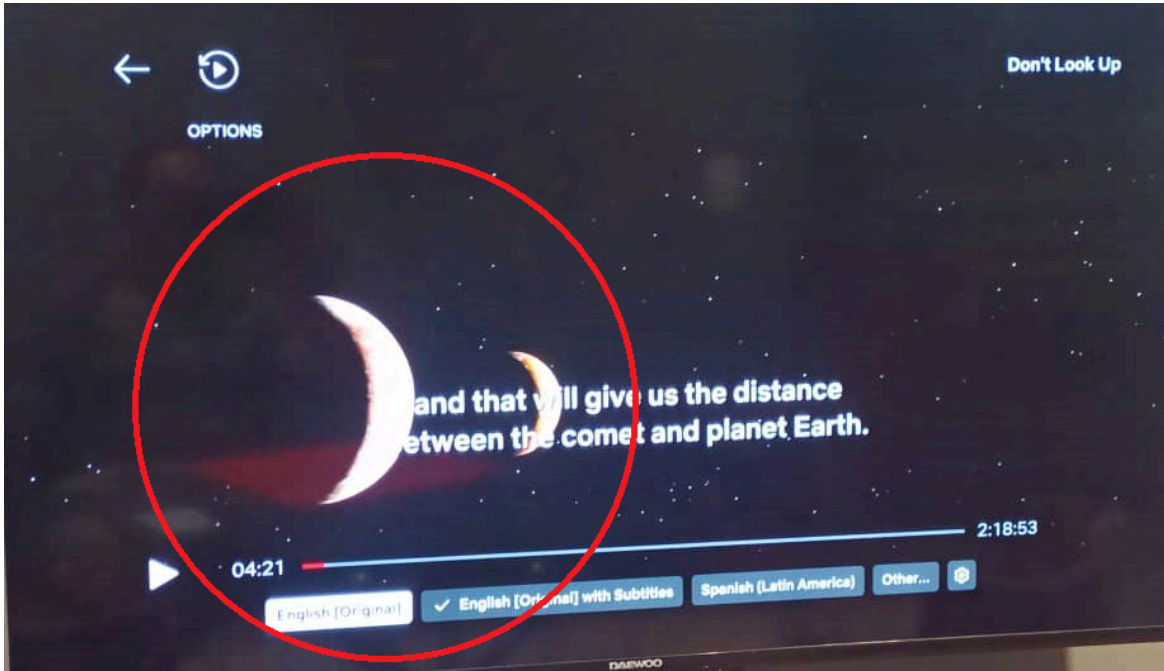 Don't Look Up
OPTIONS
and that will give us the distance
between the comet and planet Earth.
04:21
2:18:53
English [Original]
✓ English [Original] with Subtitles
Spanish (Latin America)
Other...
DAEWOO